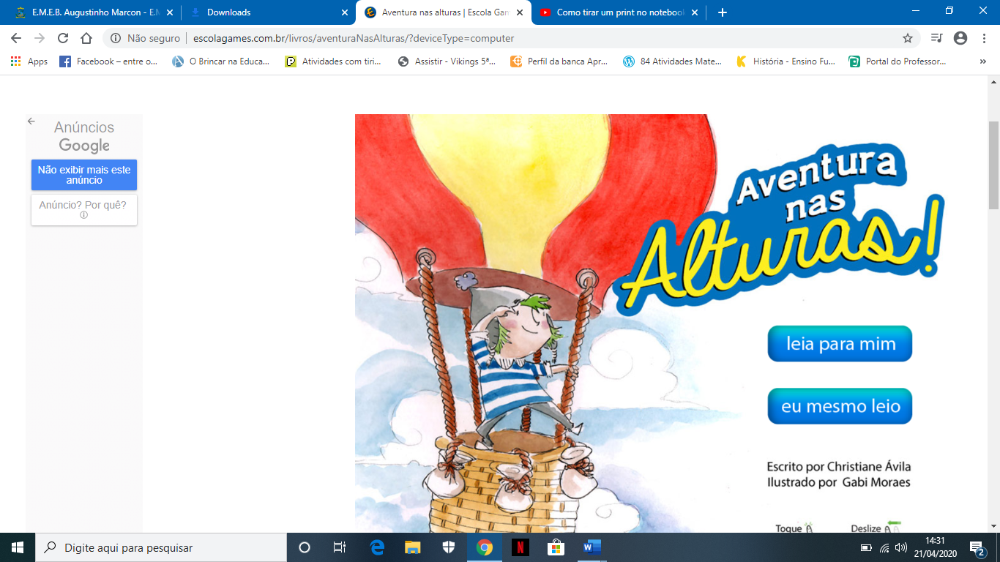 E.M.E.B. Augustinho Marcon - E.M
Downloads
Aventura nas alturas | Escola Gam
Como tirar um print no notebook
Não seguro
escolagames.com.br/livros/aventuraNasAlturas/?deviceType=computer
Apps
Facebook – entre o...
O Brincar na Educa...
Atividades com tiri...
Assistir - Vikings 5ª...
Perfil da banca Apr...
84 Atividades Mate...
História - Ensino Fu...
Portal do Professor...
»
Anúncios
Google
Não exibir mais este
anúncio
Anúncio? Por quê?
Aventura
nas
Alturas!
leia para mim
eu mesmo leio
Escrito por Christiane Ávila
Ilustrado por Gabi Moraes
Toque
Deslize
Digite aqui para pesquisar
14:31
21/04/2020
2